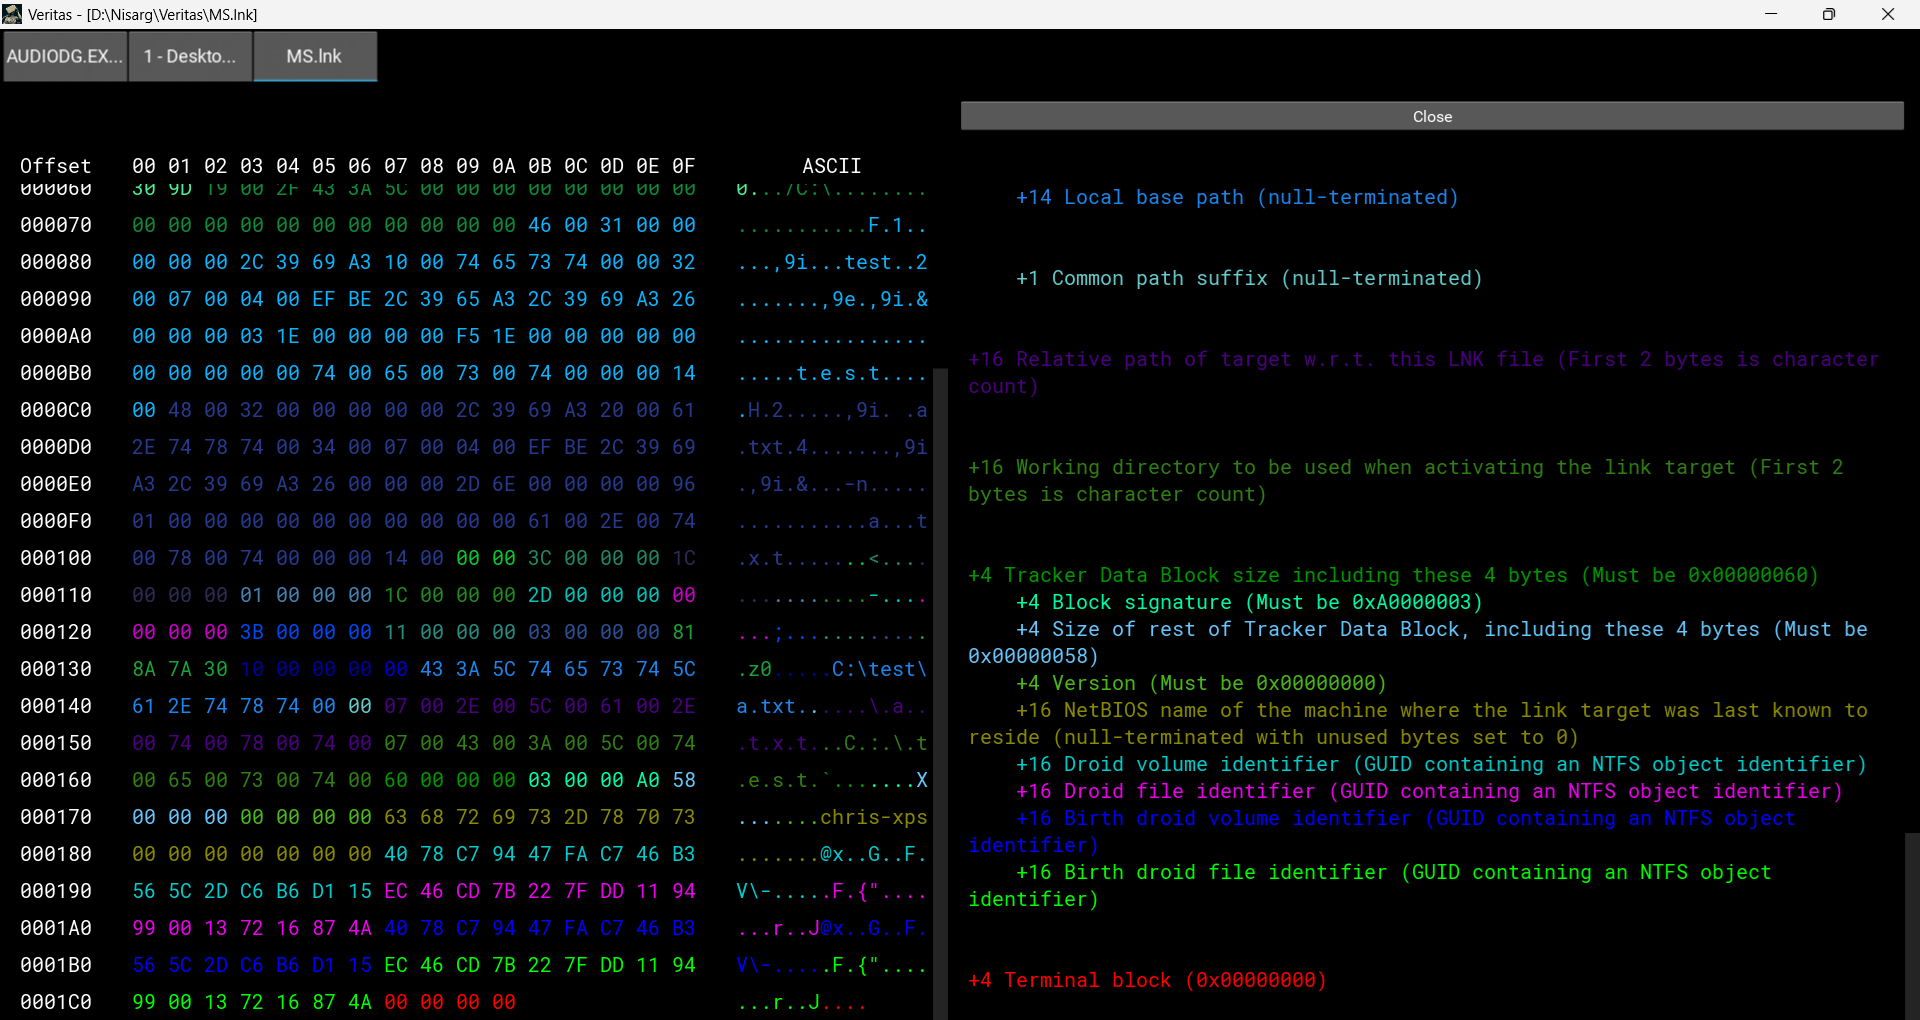 Veritas - [D:\Nisarg\Veritas\MS.lnk]
AUDIODG.EX... 1 - Deskto... MS.lnk
Close
Offset 00 01 02 03 04 05 06 07 08 09 0A 0B 0C 0D 0E 0F ASCII
000060 30 9D 19 00 2F 43 3A 5C 00 00 00 00 00 00 00 00 0.../C:\........
000070 00 00 00 00 00 00 00 00 00 00 00 46 00 31 00 00 ...........F.1..
000080 00 00 00 2C 39 69 A3 10 00 74 65 73 74 00 00 32 ...,9i...test..2
000090 00 07 00 04 00 EF BE 2C 39 65 A3 2C 39 69 A3 26 .......,9e.,9i.&
0000A0 00 00 00 03 1E 00 00 00 00 F5 1E 00 00 00 00 00 ................
0000B0 00 00 00 00 00 74 00 65 00 73 00 74 00 00 00 14 .....t.e.s.t....
0000C0 00 48 00 32 00 00 00 00 00 2C 39 69 A3 20 00 61 .H.2.....,9i. .a
0000D0 2E 74 78 74 00 34 00 07 00 04 00 EF BE 2C 39 69 .txt.4.......,9i
0000E0 A3 2C 39 69 A3 26 00 00 00 2D 6E 00 00 00 00 96 .,9i.&...-n.....
0000F0 01 00 00 00 00 00 00 00 00 00 00 61 00 2E 00 74 ...........a...t
000100 00 78 00 74 00 00 00 14 00 00 00 3C 00 00 00 1C .x.t.......<....
000110 00 00 00 01 00 00 00 1C 00 00 00 2D 00 00 00 00 ...........-....
000120 00 00 00 3B 00 00 00 11 00 00 00 03 00 00 00 81 ...;............
000130 8A 7A 30 10 00 00 00 00 43 3A 5C 74 65 73 74 5C .z0.....C:\test\
000140 61 2E 74 78 74 00 00 07 00 2E 00 5C 00 61 00 2E a.txt......\.a..
000150 00 74 00 78 00 74 00 07 00 43 00 3A 00 5C 00 74 .t.x.t...C.:.\.t
000160 00 65 00 73 00 74 00 60 00 00 00 03 00 00 A0 58 .e.s.t.`.......X
000170 00 00 00 00 00 00 00 63 68 72 69 73 2D 78 70 73 .......chris-xps
000180 00 00 00 00 00 00 00 40 78 C7 94 47 FA C7 46 B3 .......@x..G..F.
000190 56 5C 2D C6 B6 D1 15 EC 46 CD 7B 22 7F DD 11 94 V\-.....F.{"....
0001A0 99 00 13 72 16 87 4A 40 78 C7 94 47 FA C7 46 B3 ...r..J@x..G..F.
0001B0 56 5C 2D C6 B6 D1 15 EC 46 CD 7B 22 7F DD 11 94 V\-.....F.{"....
0001C0 99 00 13 72 16 87 4A 00 00 00 00 ...r..J....
+14 Local base path (null-terminated)
+1 Common path suffix (null-terminated)
+16 Relative path of target w.r.t. this LNK file (First 2 bytes is character
count)
+16 Working directory to be used when activating the link target (First 2
bytes is character count)
+4 Tracker Data Block size including these 4 bytes (Must be 0x00000060)
+4 Block signature (Must be 0xA0000003)
+4 Size of rest of Tracker Data Block, including these 4 bytes (Must be
0x00000058)
+4 Version (Must be 0x00000000)
+16 NetBIOS name of the machine where the link target was last known to
reside (null-terminated with unused bytes set to 0)
+16 Droid volume identifier (GUID containing an NTFS object identifier)
+16 Droid file identifier (GUID containing an NTFS object identifier)
+16 Birth droid volume identifier (GUID containing an NTFS object
identifier)
+16 Birth droid file identifier (GUID containing an NTFS object
identifier)
+4 Terminal block (0x00000000)